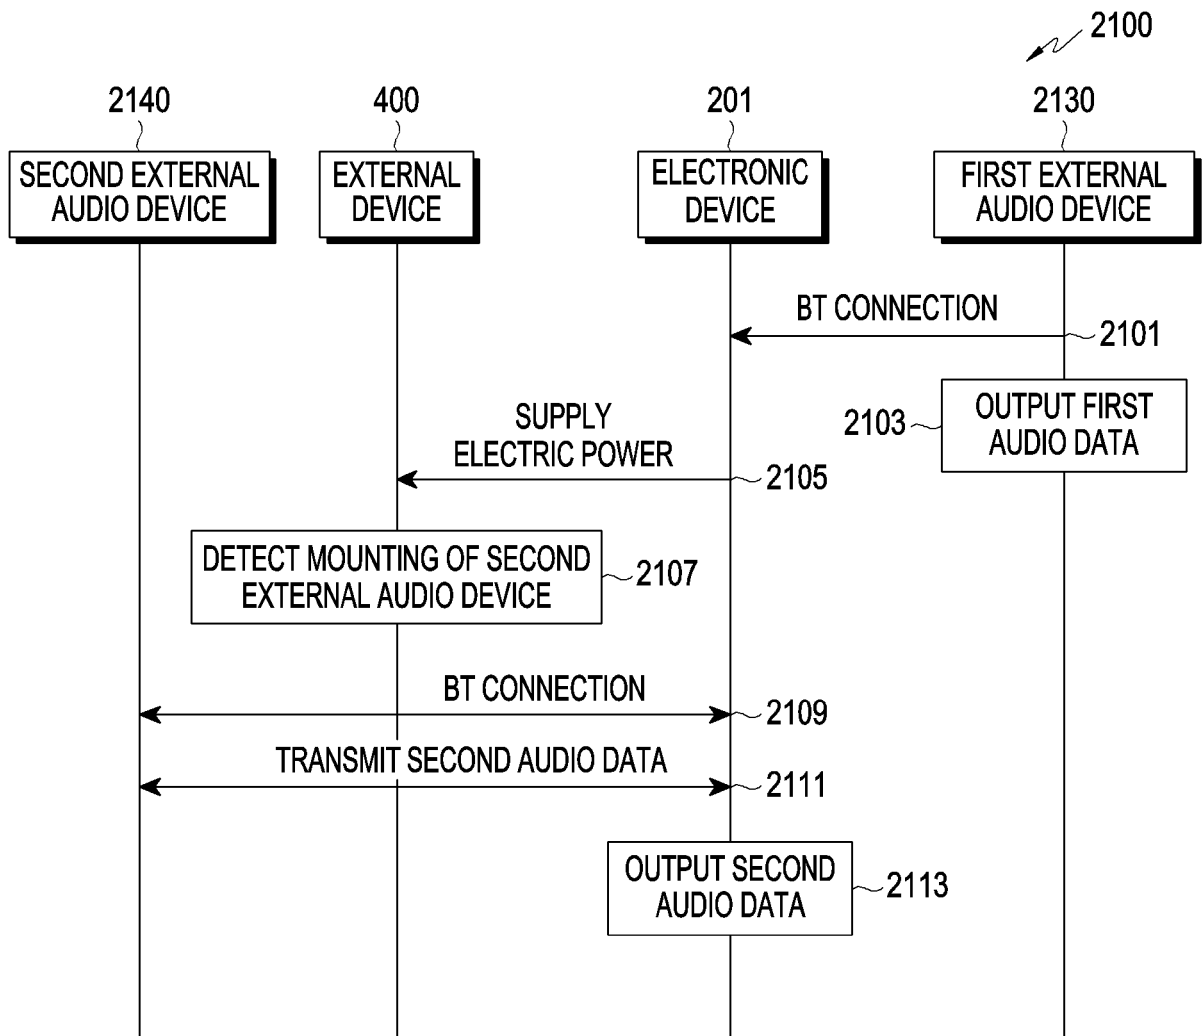 2100
2140
400
201
2130
SECOND EXTERNAL
AUDIO DEVICE
EXTERNAL
DEVICE
ELECTRONIC
DEVICE
FIRST EXTERNAL
AUDIO DEVICE
BT CONNECTION
2101
2103
OUTPUT FIRST
AUDIO DATA
SUPPLY
ELECTRIC POWER
2105
DETECT MOUNTING OF SECOND
EXTERNAL AUDIO DEVICE
2107
BT CONNECTION
2109
TRANSMIT SECOND AUDIO DATA
2111
OUTPUT SECOND
AUDIO DATA
2113